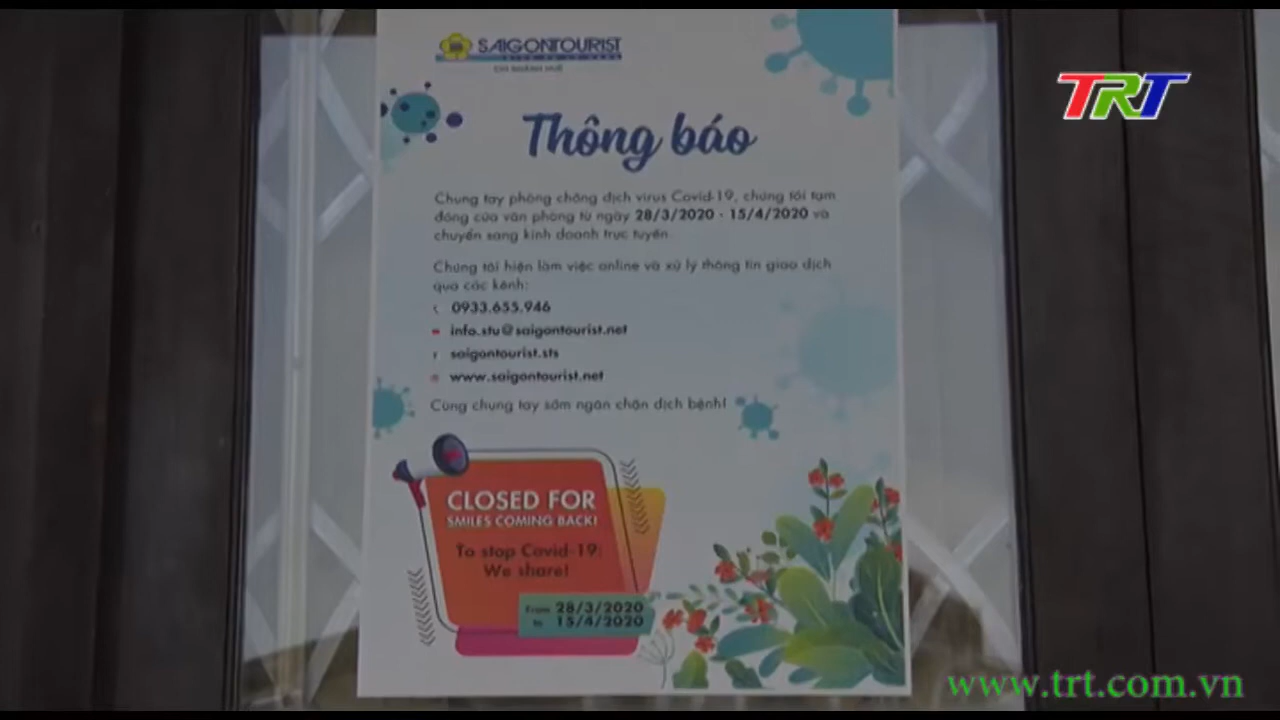 SAIGONTOURIST
CHI NHÁNH HUẾ
TRT
Thông báo
Chung tay phòng chống dịch virus Covid-19, chúng tôi tạm
đóng cửa văn phòng từ ngày 28/3/2020 - 15/4/2020 và
chuyển sang kinh doanh trực tuyến.
Chúng tôi hiện làm việc online và xử lý thông tin giao dịch
qua các kênh:
0933.655.946
info.stu@saigontourist.net
saigontourist.sts
www.saigontourist.net
Cùng chung tay sớm ngăn chặn dịch bệnh!
CLOSED FOR
SMILES COMING BACK!
To stop Covid-19:
We share!
From 28/3/2020
to 15/4/2020
www.trt.com.vn